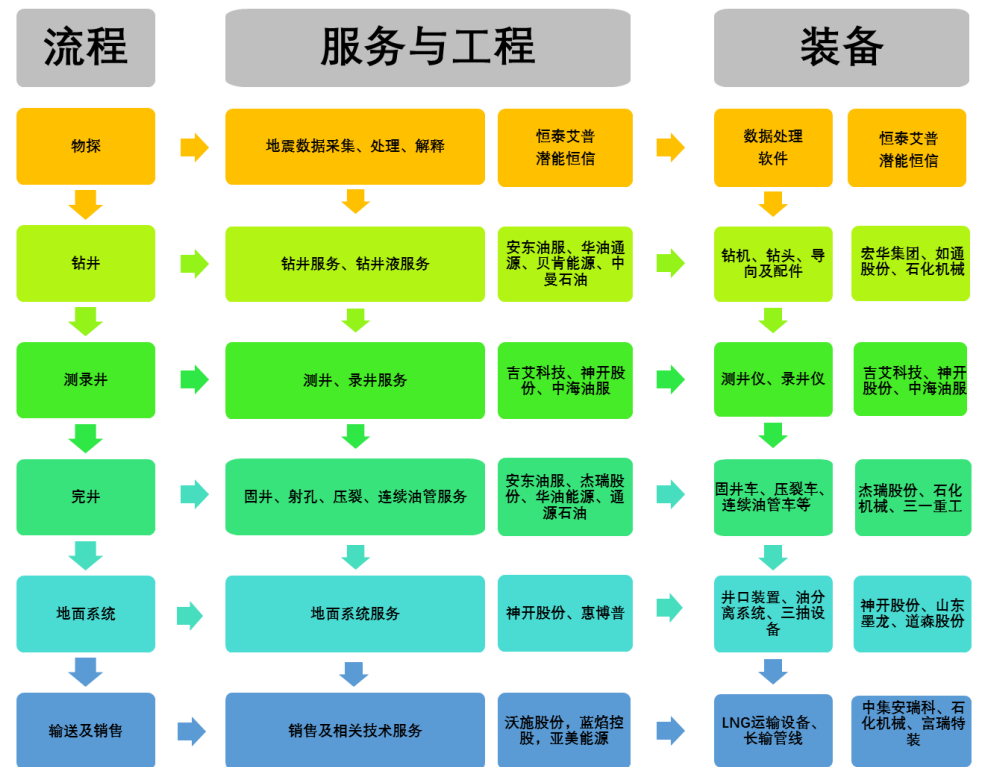 流程
服务与工程
装备
物探
地震数据采集、处理、解释
恒泰艾普
潜能恒信
数据处理
软件
恒泰艾普
潜能恒信
钻井
钻井服务、钻井液服务
安东油服、华油通
源、贝肯能源、中
曼石油
钻机、钻头、导
向及配件
宏华集团、如通
股份、石化机械
测录井
测井、录井服务
吉艾科技、神开股
份、中海油服
测井仪、录井仪
吉艾科技、神开
股份、中海油服
完井
固井、射孔、压裂、连续油管服务
安东油服、杰瑞股
份、华油能源、通
源石油
固井车、压裂车、
连续油管车等
杰瑞股份、石化
机械、三一重工
地面系统
地面系统服务
神开股份、惠博普
井口装置、油分
离系统、三抽设
备
神开股份、山东
墨龙、道森股份
输送及销售
销售及相关技术服务
沃施股份，蓝焰控
股，亚美能源
LNG运输设备、
长输管线
中集安瑞科、石
化机械、富瑞特
装